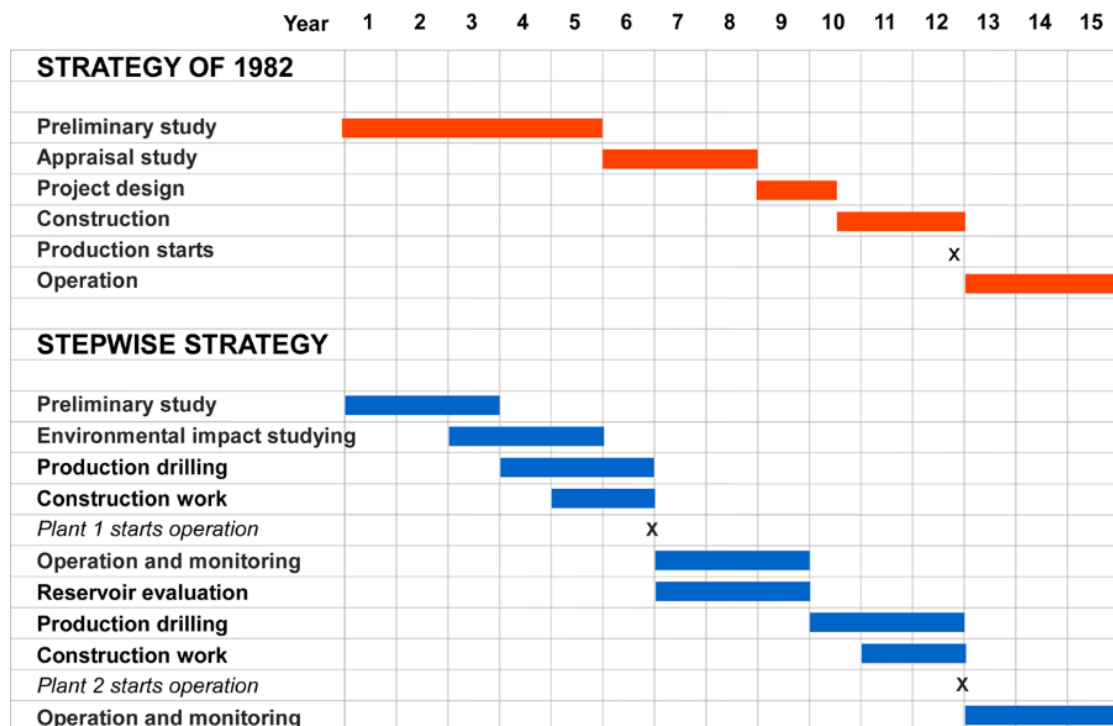 Year 1 2 3 4 5 6 7 8 9 10 11 12 13 14 15
STRATEGY OF 1982
Preliminary study
Appraisal study
Project design
Construction
Production starts x
Operation
STEPWISE STRATEGY
Preliminary study
Environmental impact studying
Production drilling
Construction work
Plant 1 starts operation x
Operation and monitoring
Reservoir evaluation
Production drilling
Construction work
Plant 2 starts operation x
Operation and monitoring